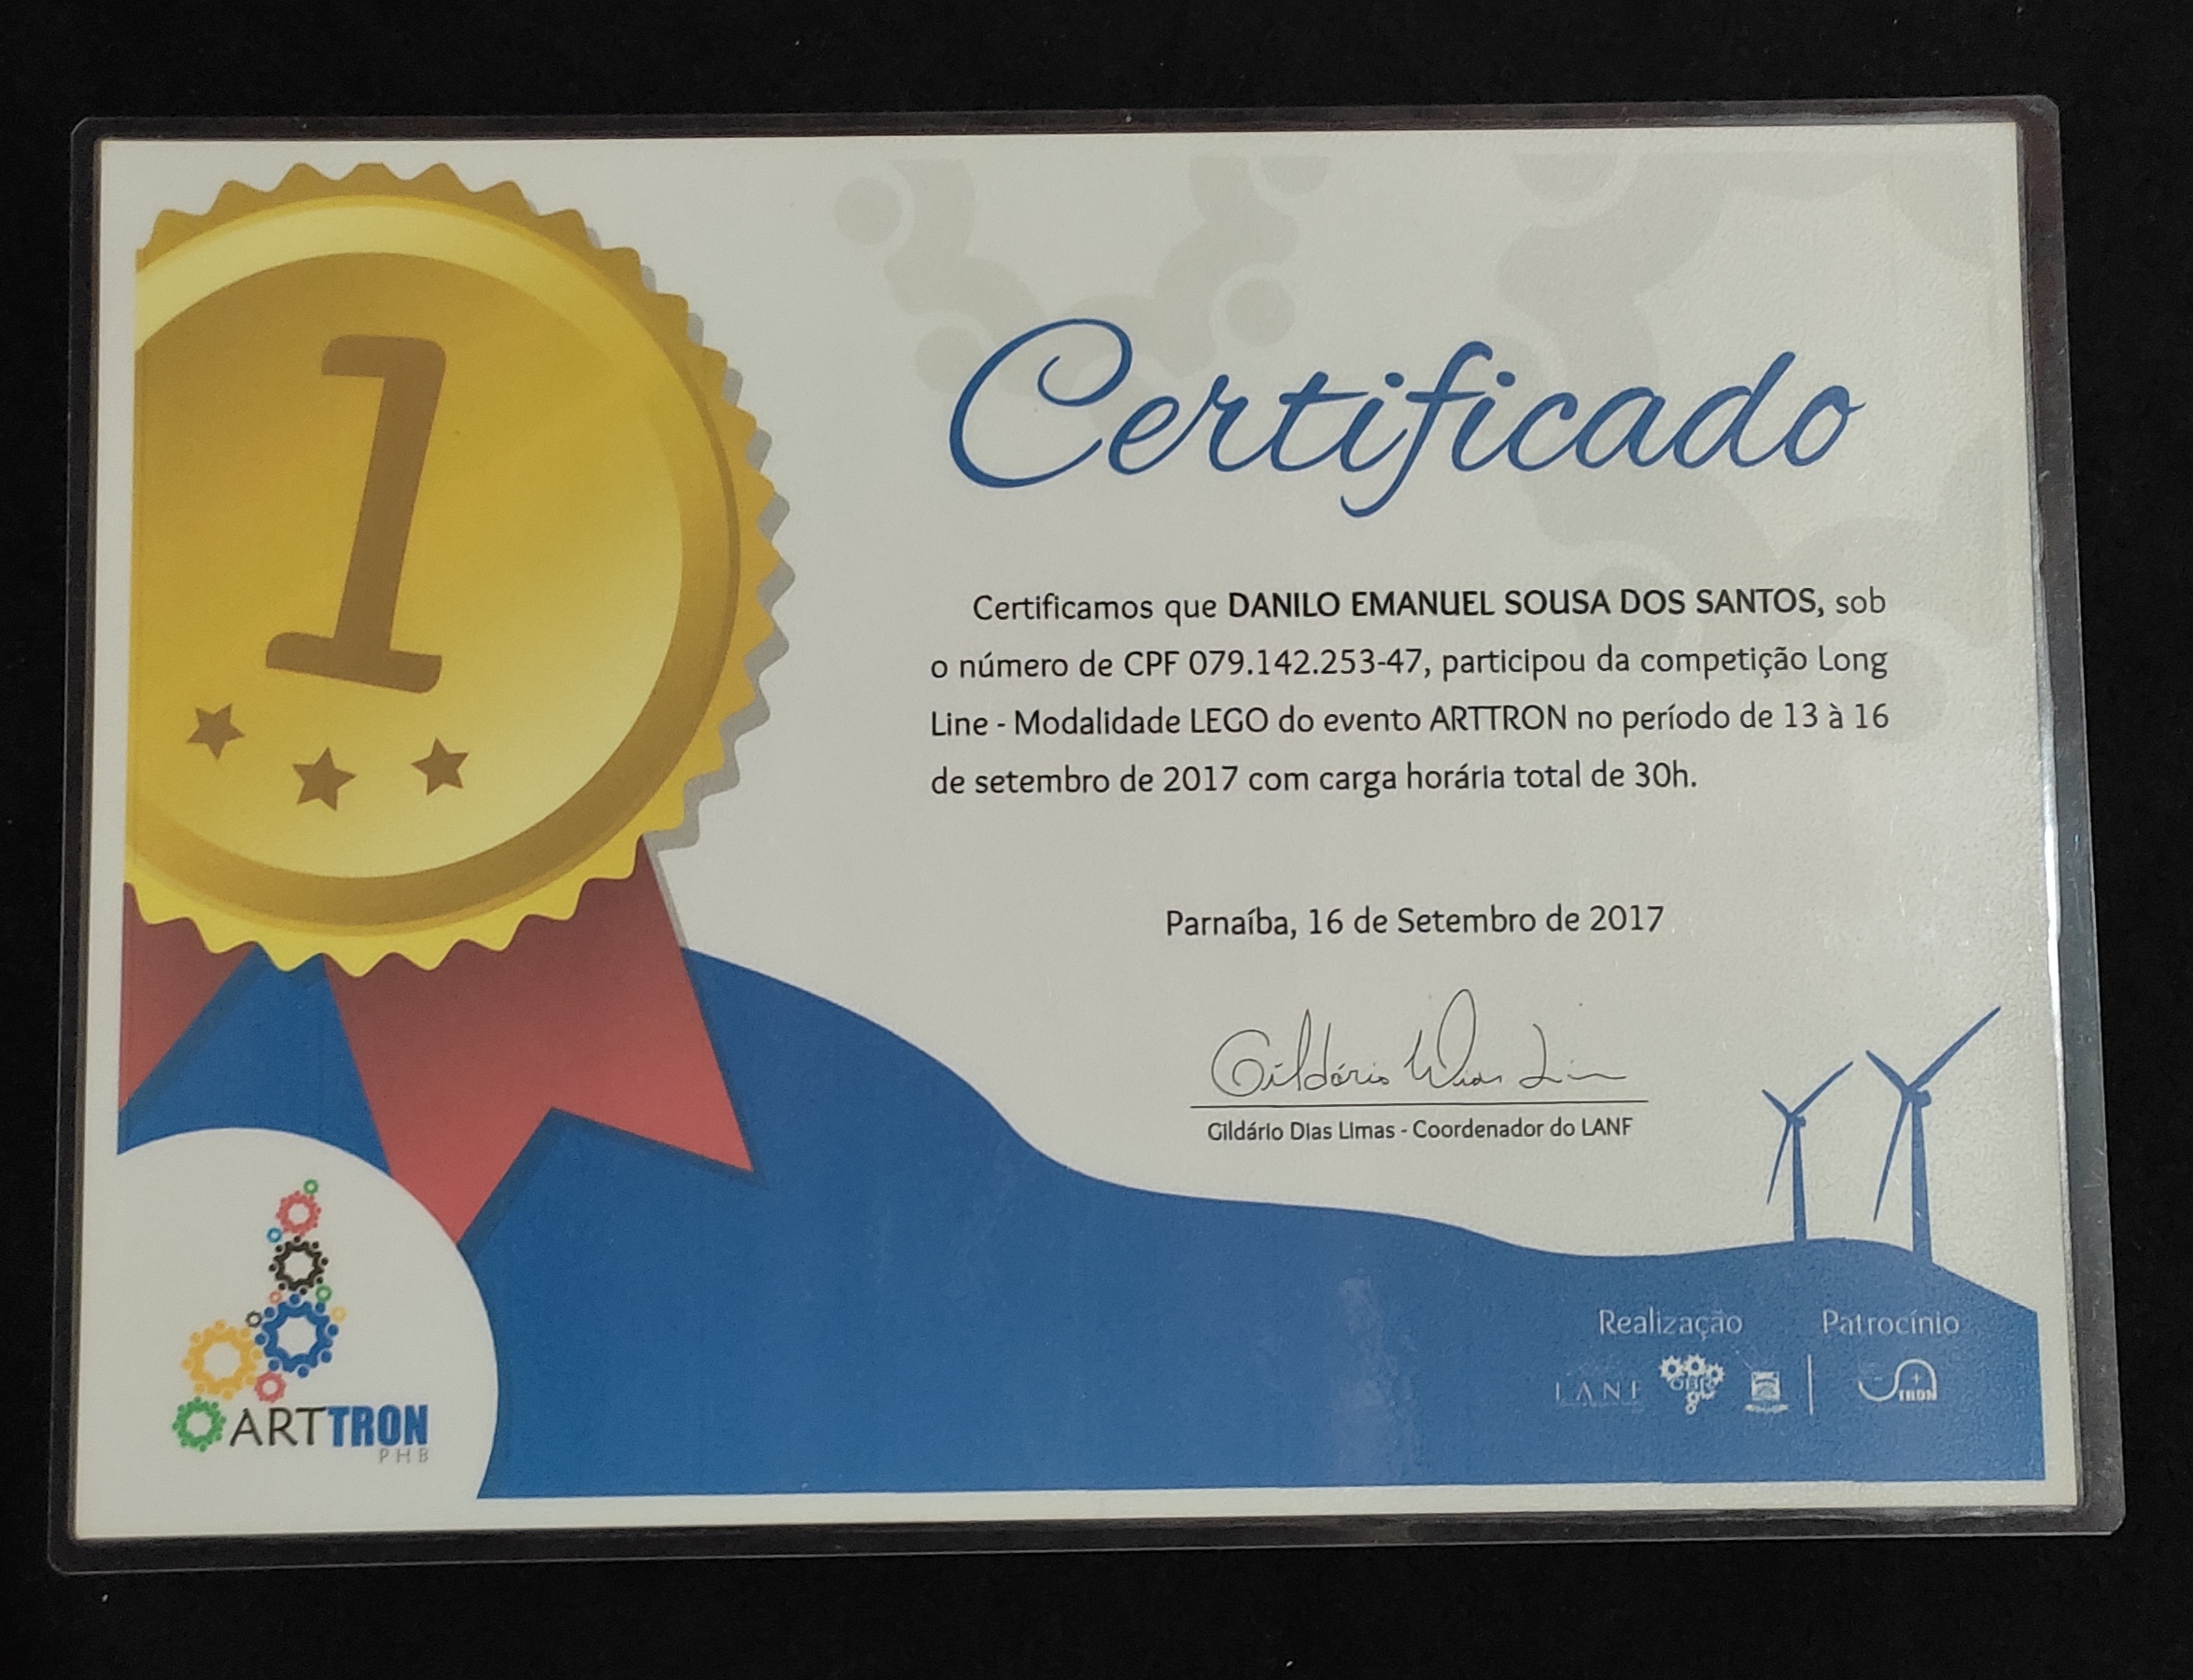 1
Certificado
Certificamos que DANILO EMANUEL SOUSA DOS SANTOS, sob
o número de CPF 079.142.253-47, participou da competição Long
Line - Modalidade LEGO do evento ARTTRON no período de 13 à 16
de setembro de 2017 com carga horária total de 30h.
Parnaíba, 16 de Setembro de 2017
Gildário Dias Lima
Gildário Dias Limas - Coordenador do LANF
Realização
Patrocínio
LANF
TRON
ARTTRON
PHB